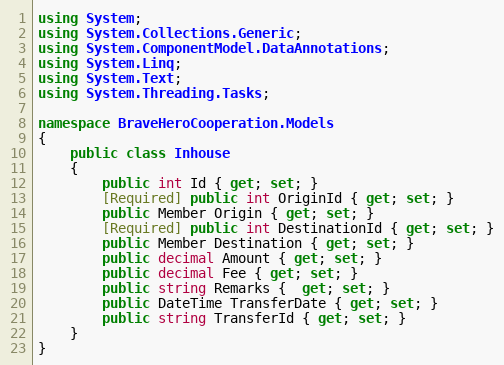 1 using System;
2 using System.Collections.Generic;
3 using System.ComponentModel.DataAnnotations;
4 using System.Linq;
5 using System.Text;
6 using System.Threading.Tasks;
7
8 namespace BraveHeroCooperation.Models
9 {
10     public class Inhouse
11     {
12         public int Id { get; set; }
13         [Required] public int OriginId { get; set; }
14         public Member Origin { get; set; }
15         [Required] public int DestinationId { get; set; }
16         public Member Destination { get; set; }
17         public decimal Amount { get; set; }
18         public decimal Fee { get; set; }
19         public string Remarks {  get; set; }
20         public DateTime TransferDate { get; set; }
21         public string TransferId { get; set; }
22     }
23 }